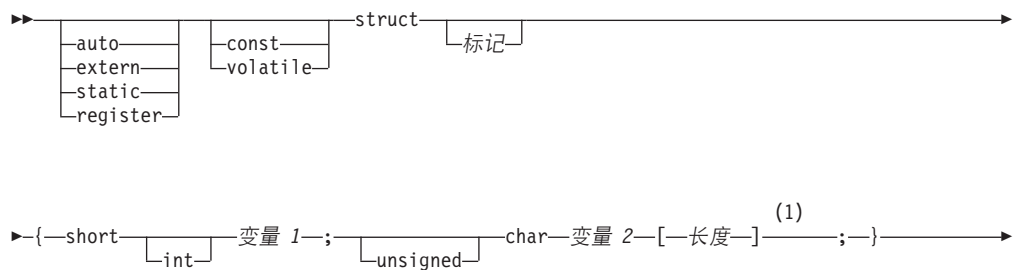 struct
auto const 标记
extern volatile
static
register
(1)
{ short 变量 1 ; char 变量 2 [ 长度 ] ; }
int unsigned